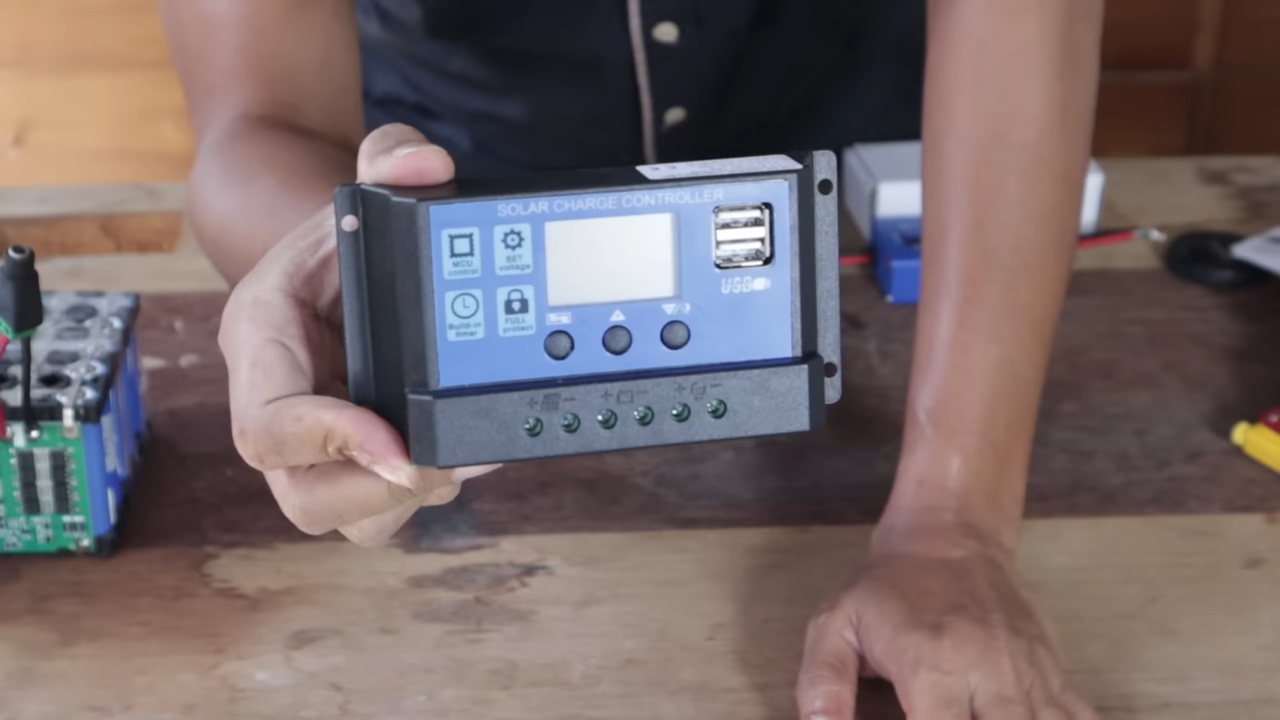 SOLAR CHARGE CONTROLLER
MCU
control
SET
voltage
Build-in
timer
FULL
protect
USB